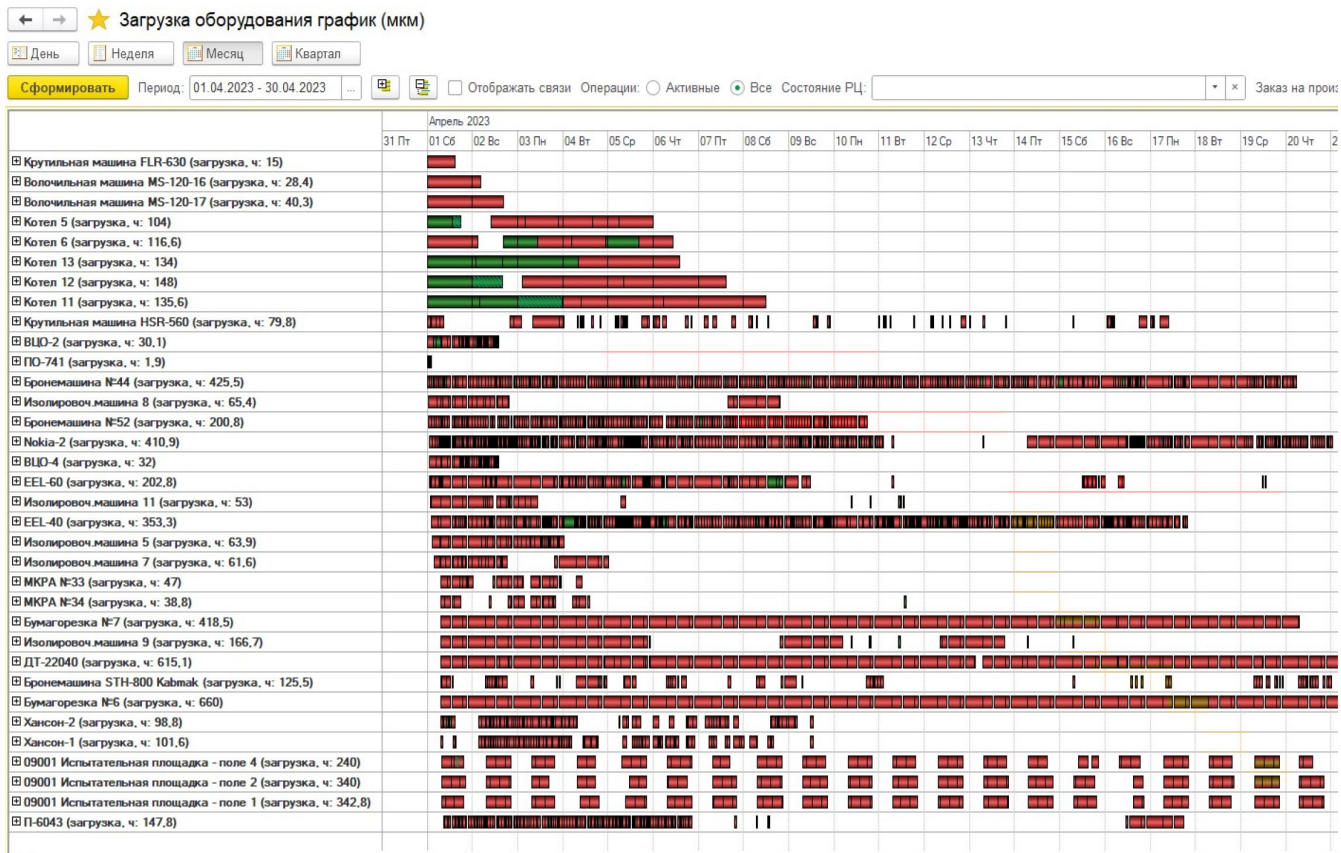 Загрузка оборудования график (мкм)
День Неделя Месяц Квартал
Сформировать Период: 01.04.2023 - 30.04.2023 ... Отображать связи Операции: Активные Все Состояние РЦ: Заказ на произ
Апрель 2023
31 Пт 01 Сб 02 Вс 03 Пн 04 Вт 05 Ср 06 Чт 07 Пт 08 Сб 09 Вс 10 Пн 11 Вт 12 Ср 13 Чт 14 Пт 15 Сб 16 Вс 17 Пн 18 Вт 19 Ср 20 Чт 2
Крутильная машина FLR-630 (загрузка, ч: 15)
Волочильная машина MS-120-16 (загрузка, ч: 28,4)
Волочильная машина MS-120-17 (загрузка, ч: 40,3)
Котел 5 (загрузка, ч: 104)
Котел 6 (загрузка, ч: 116,6)
Котел 13 (загрузка, ч: 134)
Котел 12 (загрузка, ч: 148)
Котел 11 (загрузка, ч: 135,6)
Крутильная машина HSR-560 (загрузка, ч: 79,8)
ВЦО-2 (загрузка, ч: 30,1)
ПО-741 (загрузка, ч: 1,9)
Бронемашина №44 (загрузка, ч: 425,5)
Изолировоч.машина 8 (загрузка, ч: 65,4)
Бронемашина №52 (загрузка, ч: 200,8)
Nokia-2 (загрузка, ч: 410,9)
ВЦО-4 (загрузка, ч: 32)
EEL-60 (загрузка, ч: 202,8)
Изолировоч.машина 11 (загрузка, ч: 53)
EEL-40 (загрузка, ч: 353,3)
Изолировоч.машина 5 (загрузка, ч: 63,9)
Изолировоч.машина 7 (загрузка, ч: 61,6)
МКРА №33 (загрузка, ч: 47)
МКРА №34 (загрузка, ч: 38,8)
Бумагорезка №7 (загрузка, ч: 418,5)
Изолировоч.машина 9 (загрузка, ч: 166,7)
ДТ-22040 (загрузка, ч: 615,1)
Бронемашина STH-800 Kabmak (загрузка, ч: 125,5)
Бумагорезка №6 (загрузка, ч: 660)
Хансон-2 (загрузка, ч: 98,8)
Хансон-1 (загрузка, ч: 101,6)
09001 Испытательная площадка - поле 4 (загрузка, ч: 240)
09001 Испытательная площадка - поле 2 (загрузка, ч: 340)
09001 Испытательная площадка - поле 1 (загрузка, ч: 342,8)
П-6043 (загрузка, ч: 147,8)